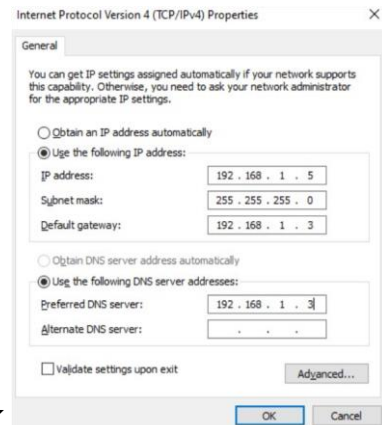 Internet Protocol Version 4 (TCP/IPv4) Properties
General
You can get IP settings assigned automatically if your network supports
this capability. Otherwise, you need to ask your network administrator
for the appropriate IP settings.
Obtain an IP address automatically
Use the following IP address:
IP address: 192 . 168 . 1 . 5
Subnet mask: 255 . 255 . 255 . 0
Default gateway: 192 . 168 . 1 . 3
Obtain DNS server address automatically
Use the following DNS server addresses:
Preferred DNS server: 192 . 168 . 1 . 3
Alternate DNS server: . . .
Validate settings upon exit
Advanced...
OK Cancel